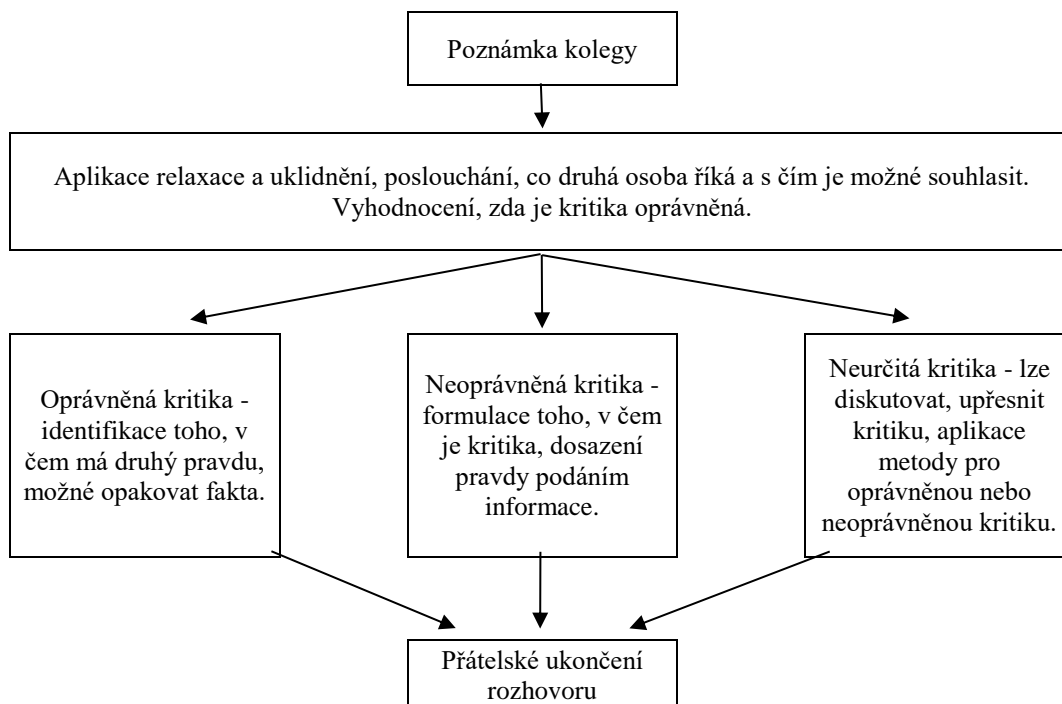 Poznámka kolegy
Aplikace relaxace a uklidnění, poslouchání, co druhá osoba říká a s čím je možné souhlasit.
Vyhodnocení, zda je kritika oprávněná.
Oprávněná kritika -
identifikace toho, v
čem má druhý pravdu,
možné opakovat fakta.
Neoprávněná kritika -
formulace toho, v čem
je kritika, dosazení
pravdy podáním
informace.
Neurčitá kritika - lze
diskutovat, upřesnit
kritiku, aplikace
metody pro
oprávněnou nebo
neoprávněnou kritiku.
Přátelské ukončení
rozhovoru